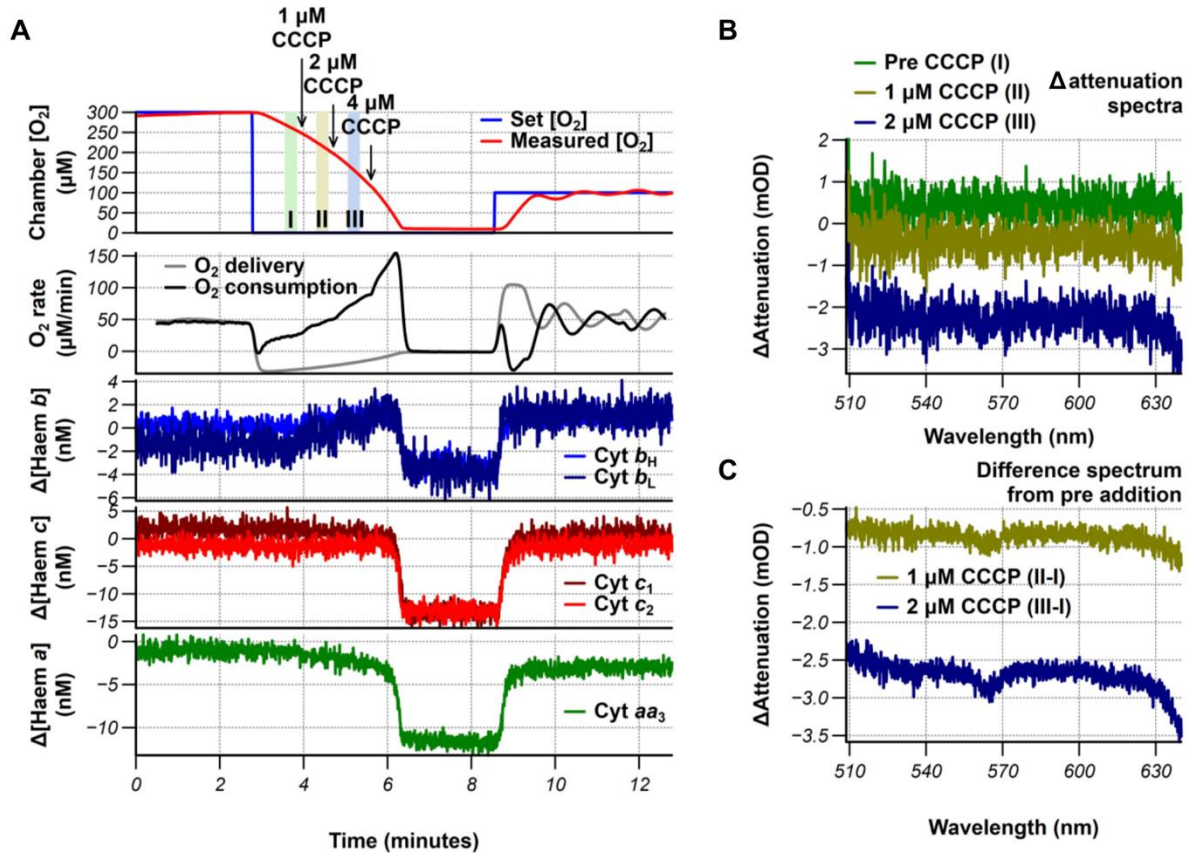 A
1 µM
CCCP
2 µM
CCCP
4 µM
CCCP
Set [O₂]
Measured [O₂]
I
II
III
Chamber [O₂]
(µM)
300
250
200
150
100
50
0
O₂ delivery
O₂ consumption
O₂ rate
(µM/min)
150
100
50
0
Δ[Haem b]
(nM)
4
2
0
−2
−4
6
Cyt bH
Cyt bL
Δ[Haem c]
(nM)
5
0
−5
−10
−15
Cyt c₁
Cyt c₂
Δ[Haem a]
(nM)
0
−5
−10
Cyt aa₃
0
2
4
6
8
10
12
Time (minutes)
B
Pre CCCP (I)
1 µM CCCP (II)
2 µM CCCP (III)
Δ attenuation
spectra
ΔAttenuation (mOD)
2
1
0
−1
−2
−3
510
540
570
600
630
Wavelength (nm)
C
Difference spectrum
from pre addition
1 µM CCCP (II-I)
2 µM CCCP (III-I)
ΔAttenuation (mOD)
−0.5
−1.0
−1.5
−2.0
−2.5
−3.0
−3.5
510
540
570
600
630
Wavelength (nm)